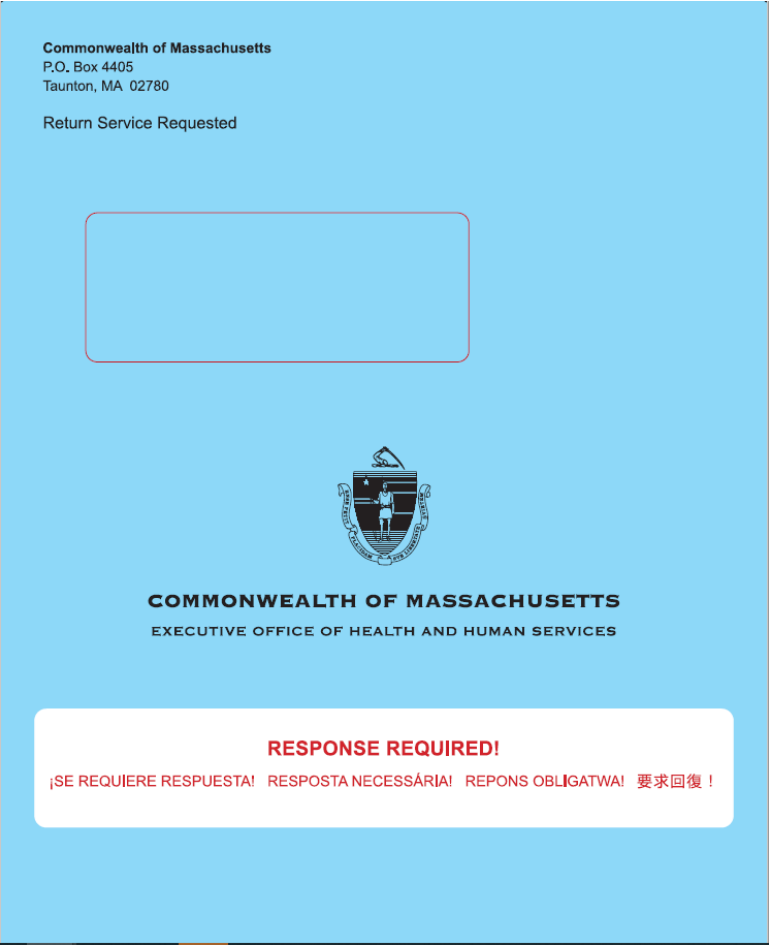 Commonwealth of Massachusetts
P.O. Box 4405
Taunton, MA 02780
Return Service Requested
COMMONWEALTH OF MASSACHUSETTS
EXECUTIVE OFFICE OF HEALTH AND HUMAN SERVICES
RESPONSE REQUIRED!
¡SE REQUIERE RESPUESTA! RESPOSTA NECESSÁRIA! REPONS OBLIGATWA! 要求回復！